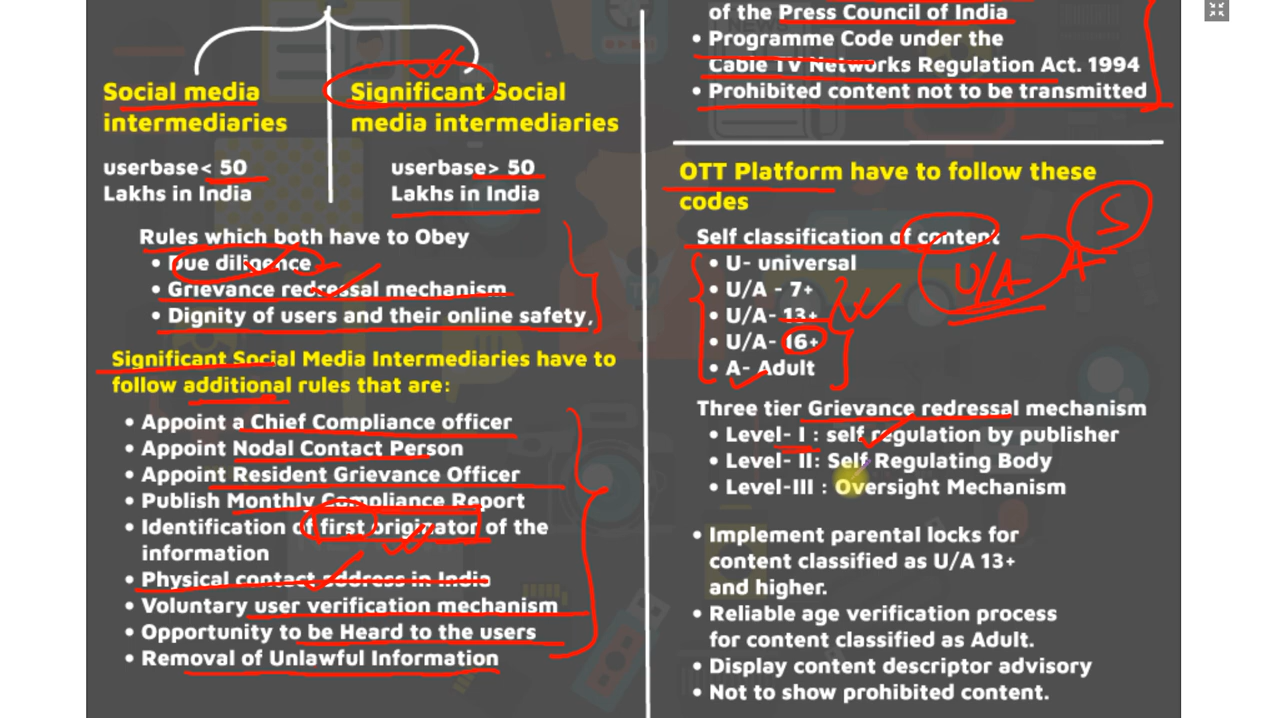 Social media
intermediaries
userbase< 50
Lakhs in India
Significant Social
media intermediaries
userbase> 50
Lakhs in India
Rules which both have to Obey
• Due diligence
• Grievance redressal mechanism
• Dignity of users and their online safety,
Significant Social Media Intermediaries have to
follow additional rules that are:
• Appoint a Chief Compliance officer
• Appoint Nodal Contact Person
• Appoint Resident Grievance Officer
• Publish Monthly Compliance Report
• Identification of first originator of the
information
• Physical contact address in India
• Voluntary user verification mechanism
• Opportunity to be Heard to the users
• Removal of Unlawful Information
of the Press Council of India
• Programme Code under the
Cable TV Networks Regulation Act. 1994
• Prohibited content not to be transmitted
OTT Platform have to follow these
codes
Self classification of content
• U- universal
• U/A - 7+
• U/A- 13+
• U/A- 16+
• A- Adult
U/A
A
S
Three tier Grievance redressal mechanism
• Level- I : self regulation by publisher
• Level- II: Self Regulating Body
• Level-III : Oversight Mechanism
• Implement parental locks for
content classified as U/A 13+
and higher.
• Reliable age verification process
for content classified as Adult.
• Display content descriptor advisory
• Not to show prohibited content.